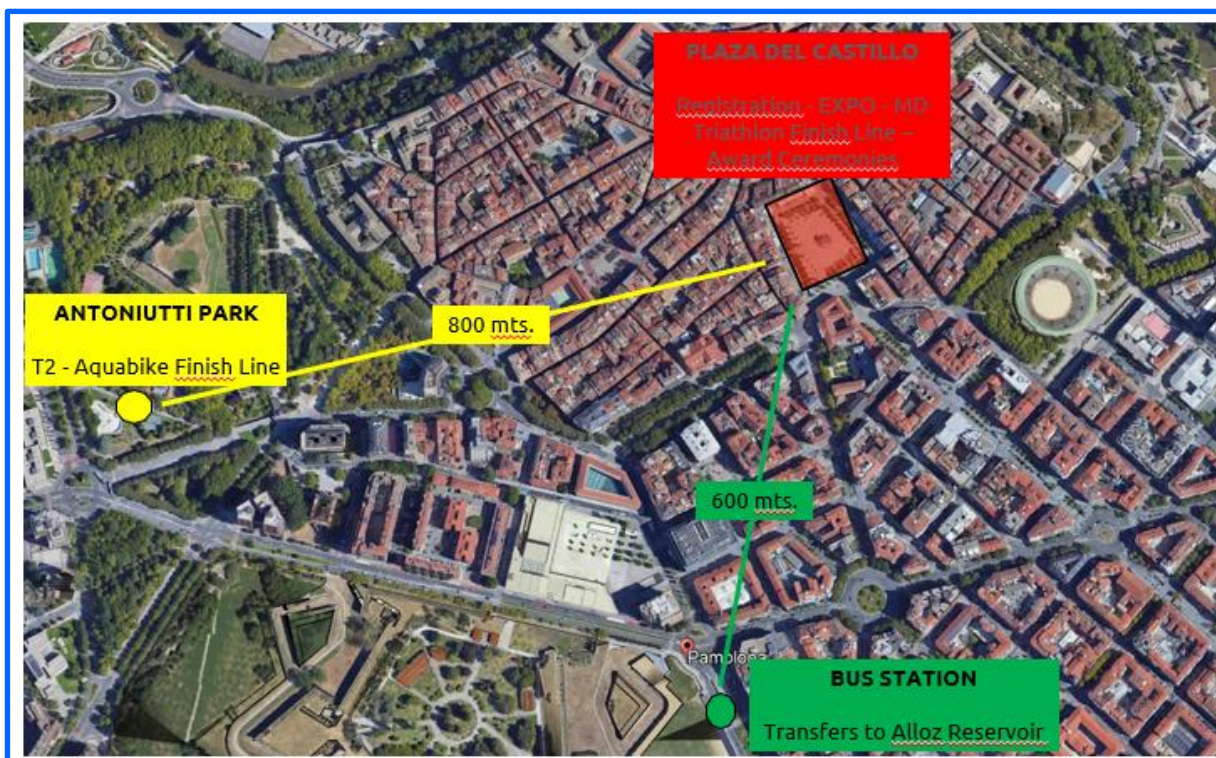 PLAZA DEL CASTILLO
Registration - EXPO - MD
Triathlon Finish Line –
Award Ceremonies
ANTONIUTTI PARK
T2 - Aquabike Finish Line
800 mts.
600 mts.
Pamplona
BUS STATION
Transfers to Alloz Reservoir